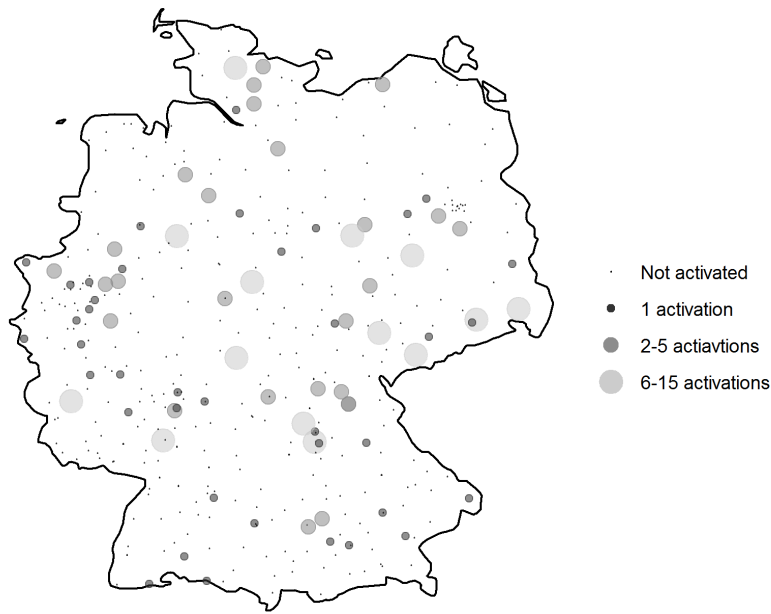 Not activated
1 activation
2-5 actiavtions
6-15 activations